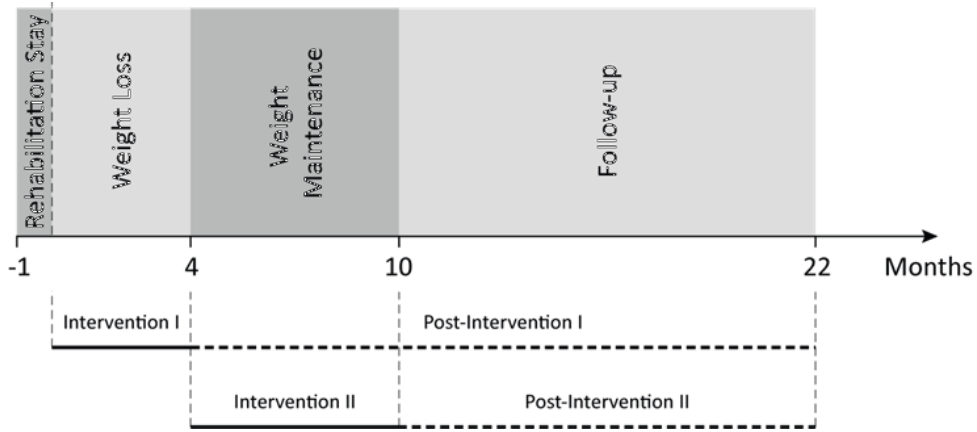 Rehabilitation Stay
Weight Loss
Weight
Maintenance
Follow-up
-1
4
10
22
Months
Intervention I
Post-Intervention I
Intervention II
Post-Intervention II